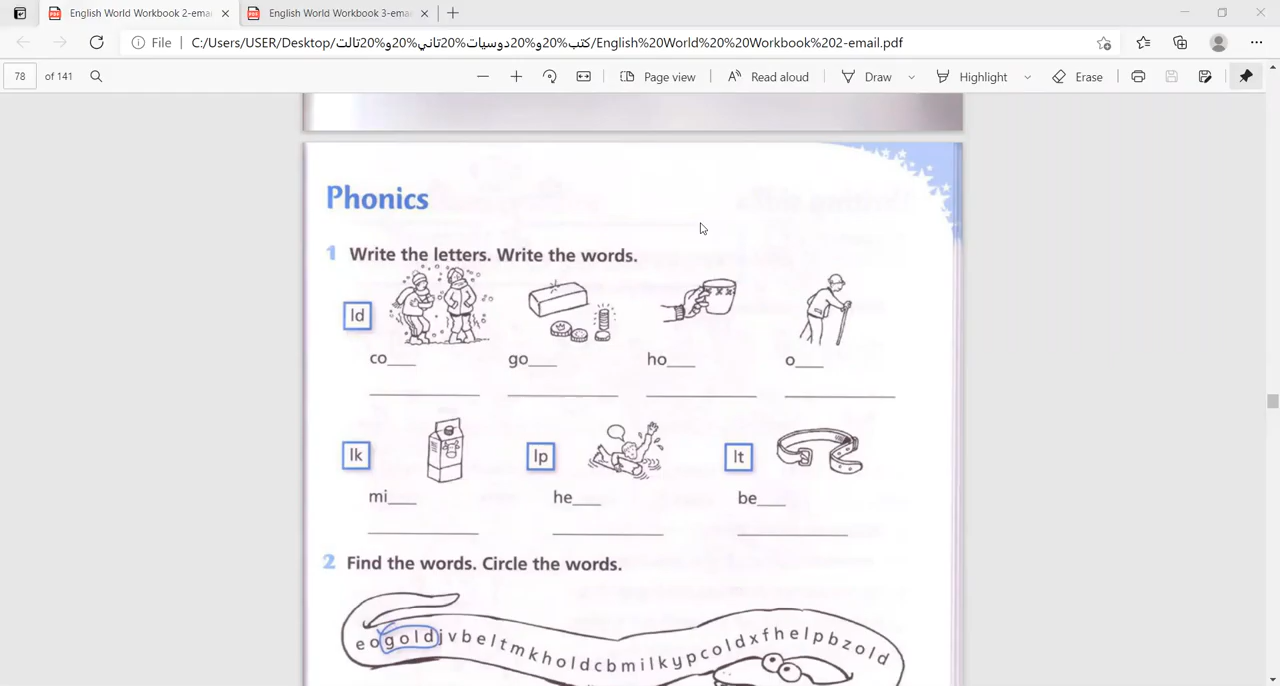 English World Workbook 2-emai
English World Workbook 3-emai
File
C:/Users/USER/Desktop/كتب%20و%20دوسيات%20تاني%20و%20تالت/English%20World%20%20Workbook%202-email.pdf
78 of 141
Page view
Read aloud
Draw
Highlight
Erase
Phonics
1 Write the letters. Write the words.
ld
co___ go___ ho___ o___
lk lp lt
mi___ he___ be___
2 Find the words. Circle the words.
eogoldjvbeltmkholdcbmilkypcoldxfhelpbzold